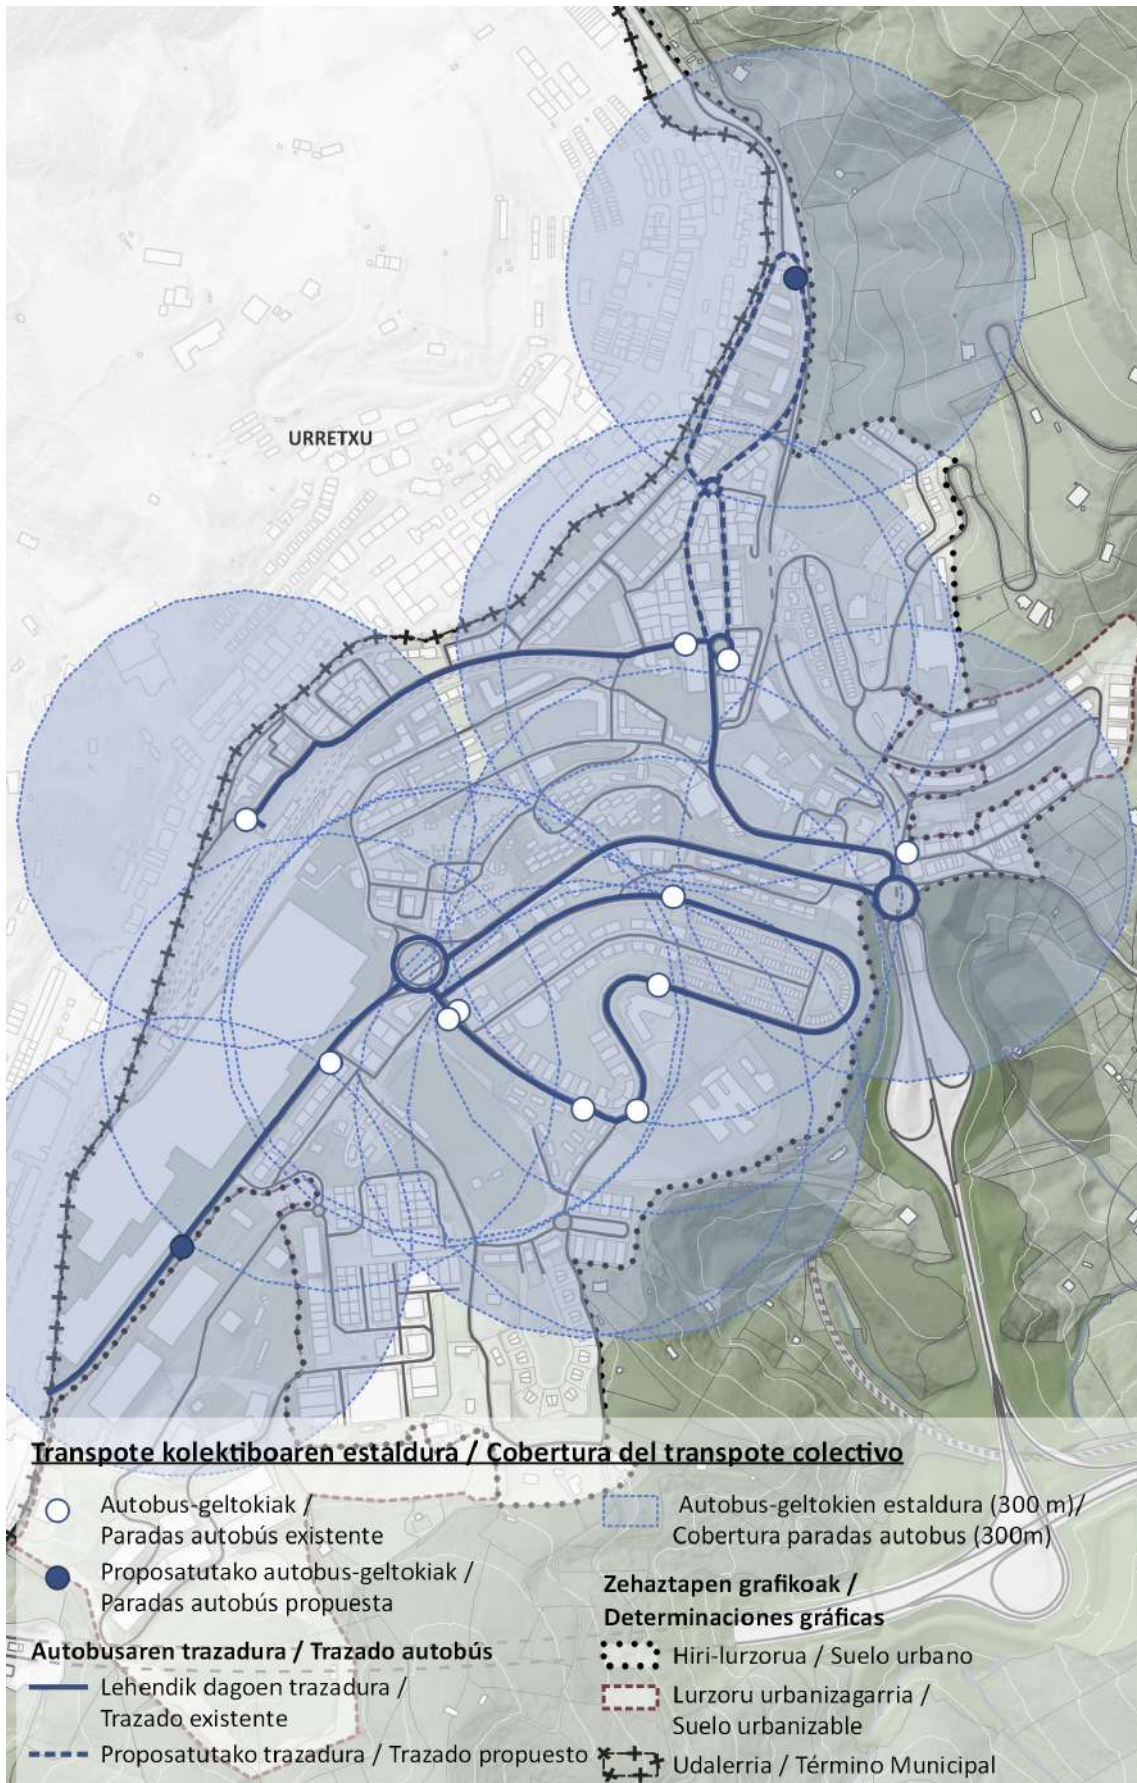 URRETXU
Transpote kolektiboaren estaldura / Cobertura del transpote colectivo
Autobus-geltokiak /
Paradas autobús existente
Proposatutako autobus-geltokiak /
Paradas autobús propuesta
Autobusaren trazadura / Trazado autobús
Lehendik dagoen trazadura /
Trazado existente
Proposatutako trazadura / Trazado propuesto
Autobus-geltokien estaldura (300 m)/
Cobertura paradas autobus (300m)
Zehaztapen grafikoak /
Determinaciones gráficas
Hiri-lurzorua / Suelo urbano
Lurzoru urbanizagarria /
Suelo urbanizable
Udalerria / Término Municipal